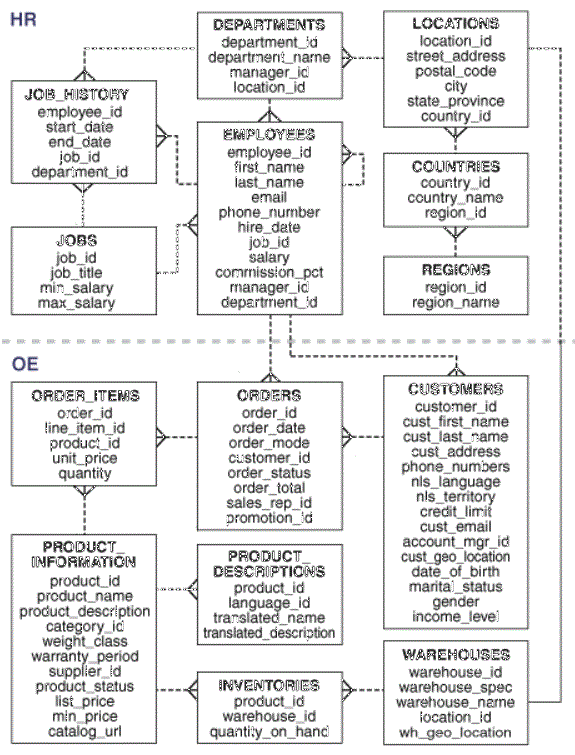 HR
DEPARTMENTS
department_id
department_name
manager_id
location_id
LOCATIONS
location_id
street_address
postal_code
city
state_province
country_id
JOB_HISTORY
employee_id
start_date
end_date
job_id
department_id
EMPLOYEES
employee_id
first_name
last_name
email
phone_number
hire_date
job_id
salary
commission_pct
manager_id
department_id
COUNTRIES
country_id
country_name
region_id
JOBS
job_id
job_title
min_salary
max_salary
REGIONS
region_id
region_name
OE
ORDER_ITEMS
order_id
line_item_id
product_id
unit_price
quantity
ORDERS
order_id
order_date
order_mode
customer_id
order_status
order_total
sales_rep_id
promotion_id
CUSTOMERS
customer_id
cust_first_name
cust_last_name
cust_address
phone_numbers
nls_language
nls_territory
credit_limit
cust_email
account_mgr_id
cust_geo_location
date_of_birth
marital_status
gender
income_level
PRODUCT_
INFORMATION
product_id
product_name
product_description
category_id
weight_class
warranty_period
supplier_id
product_status
list_price
min_price
catalog_url
PRODUCT_
DESCRIPTIONS
product_id
language_id
translated_name
translated_description
INVENTORIES
product_id
warehouse_id
quantity_on_hand
WAREHOUSES
warehouse_id
warehouse_spec
warehouse_name
location_id
wh_geo_location